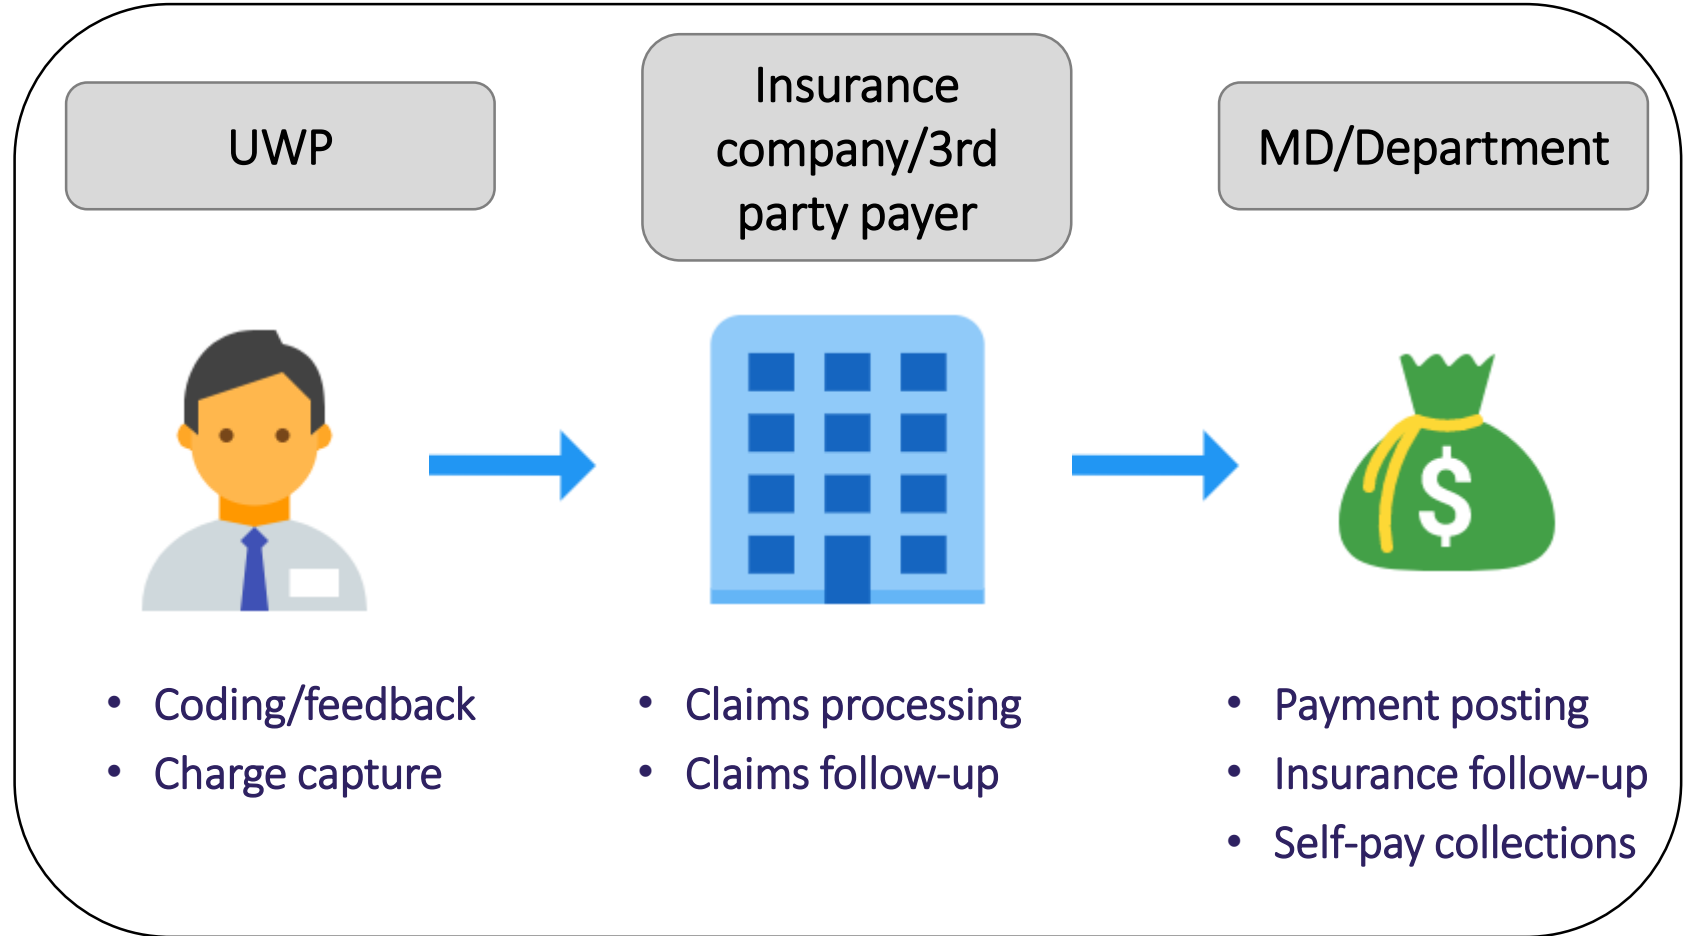 UWP
Insurance
company/3rd
party payer
MD/Department
$
• Coding/feedback
• Charge capture
• Claims processing
• Claims follow-up
• Payment posting
• Insurance follow-up
• Self-pay collections